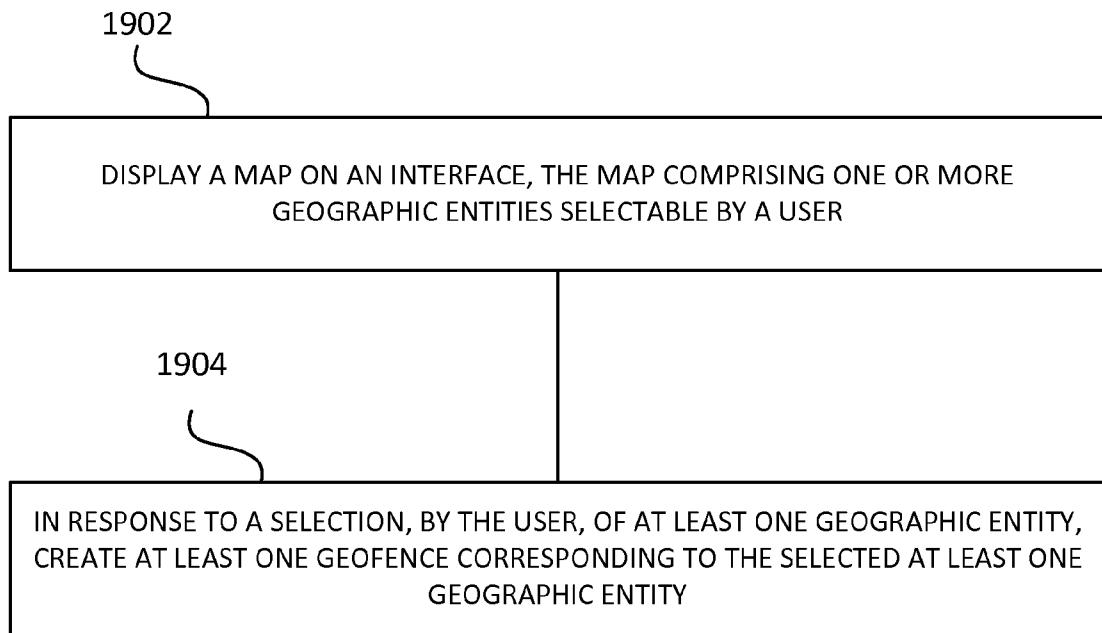 1902
DISPLAY A MAP ON AN INTERFACE, THE MAP COMPRISING ONE OR MORE
GEOGRAPHIC ENTITIES SELECTABLE BY A USER
1904
IN RESPONSE TO A SELECTION, BY THE USER, OF AT LEAST ONE GEOGRAPHIC ENTITY,
CREATE AT LEAST ONE GEOFENCE CORRESPONDING TO THE SELECTED AT LEAST ONE
GEOGRAPHIC ENTITY